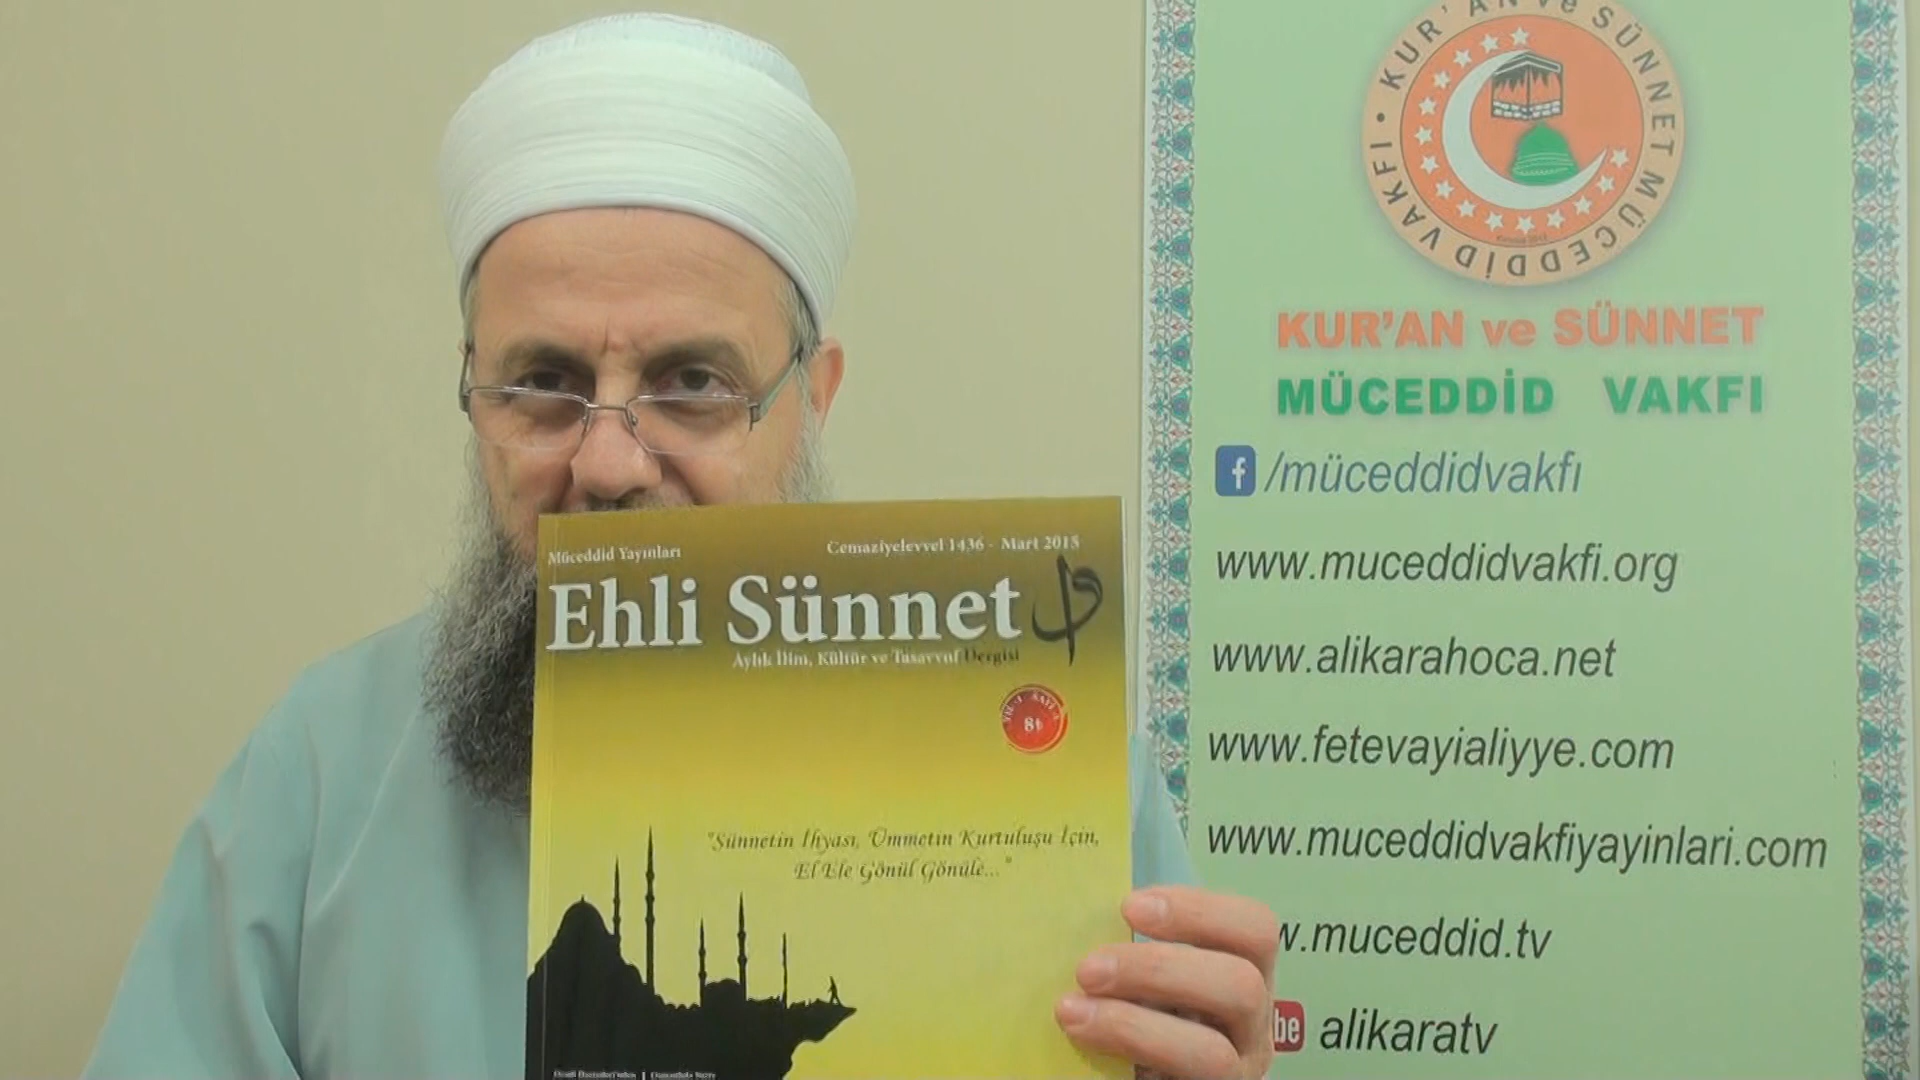 Müceddid Yayınları
Cemaziyelevvel 1436 - Mart 2015
Ehli Sünnet
Aylık İlim, Kültür ve Tasavvuf Dergisi
"Sünnetin İhyası, Ümmetin Kurtuluşu İçin,
El Ele Gönül Gönüle..."
KUR'AN ve SÜNNET MÜCEDDİD VAKFI
KUR'AN ve SÜNNET
MÜCEDDİD VAKFI
f /müceddidvakfı
www.muceddidvakfi.org
www.alikarahoca.net
www.fetevayialiyye.com
www.muceddidvakfiyayinlari.com
w.muceddid.tv
be alikaratv